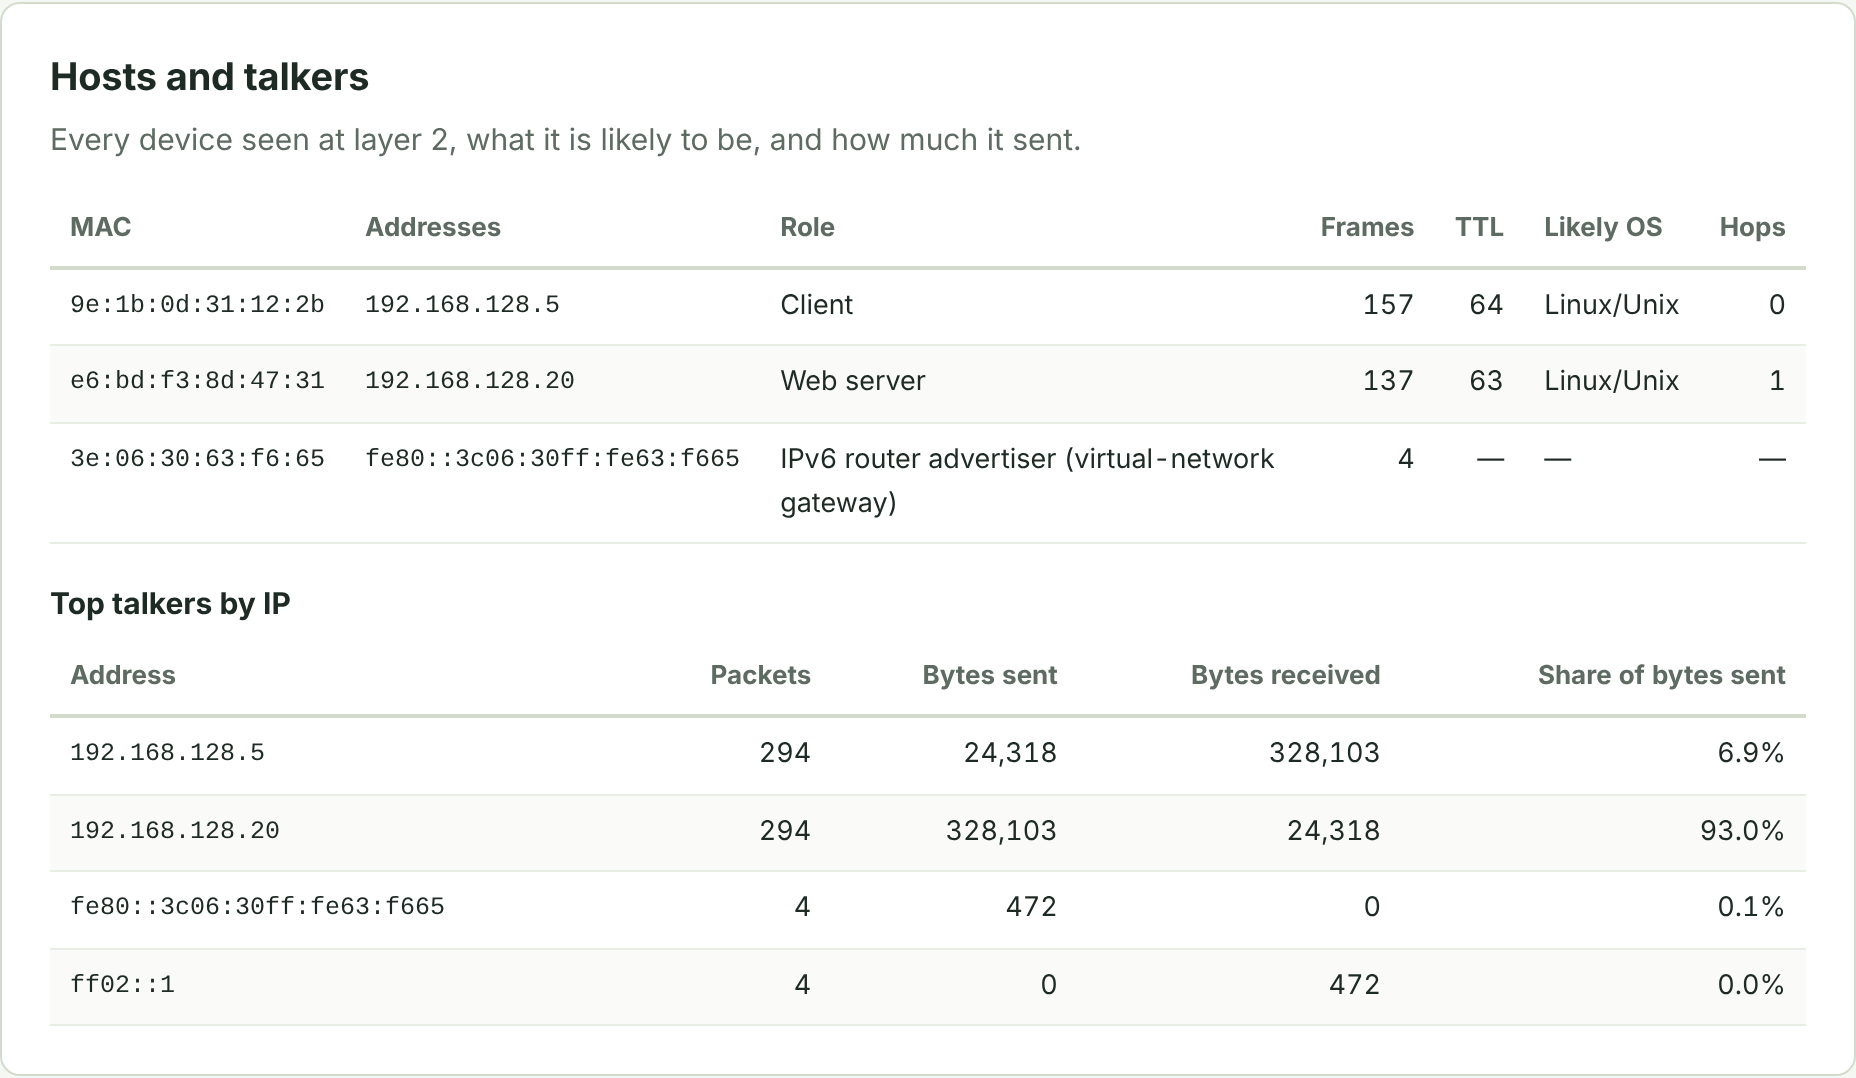 Hosts and talkers
Every device seen at layer 2, what it is likely to be, and how much it sent.
MAC Addresses Role Frames TTL Likely OS Hops
9e:1b:0d:31:12:2b 192.168.128.5 Client 157 64 Linux/Unix 0
e6:bd:f3:8d:47:31 192.168.128.20 Web server 137 63 Linux/Unix 1
3e:06:30:63:f6:65 fe80::3c06:30ff:fe63:f665 IPv6 router advertiser (virtual-network 4 — — —
gateway)
Top talkers by IP
Address Packets Bytes sent Bytes received Share of bytes sent
192.168.128.5 294 24,318 328,103 6.9%
192.168.128.20 294 328,103 24,318 93.0%
fe80::3c06:30ff:fe63:f665 4 472 0 0.1%
ff02::1 4 0 472 0.0%